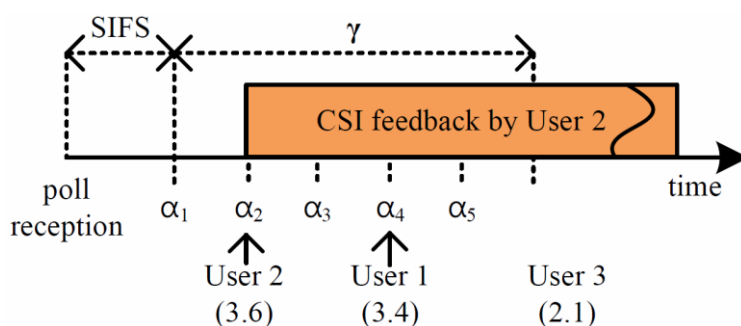 SIFS
γ
CSI feedback by User 2
poll
reception
time
α₁ α₂ α₃ α₄ α₅
User 2 User 1 User 3
(3.6) (3.4) (2.1)